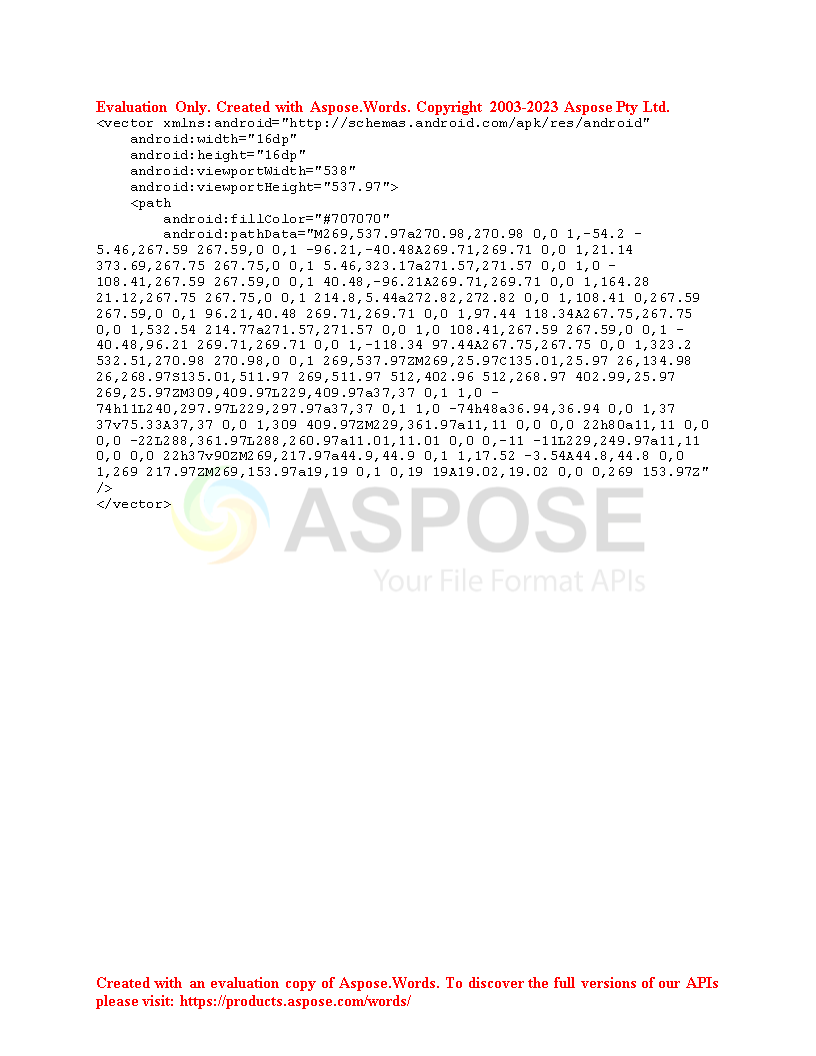 Evaluation Only. Created with Aspose.Words. Copyright 2003-2023 Aspose Pty Ltd.
<vector xmlns:android="http://schemas.android.com/apk/res/android"
    android:width="16dp"
    android:height="16dp"
    android:viewportWidth="538"
    android:viewportHeight="537.97">
    <path
        android:fillColor="#707070"
        android:pathData="M269,537.97a270.98,270.98 0,0 1,-54.2 -
5.46,267.59 267.59,0 0,1 -96.21,-40.48A269.71,269.71 0,0 1,21.14
373.69,267.75 267.75,0 0,1 5.46,323.17a271.57,271.57 0,0 1,0 -
108.41,267.59 267.59,0 0,1 40.48,-96.21A269.71,269.71 0,0 1,164.28
21.12,267.75 267.75,0 0,1 214.8,5.44a272.82,272.82 0,0 1,108.41 0,267.59
267.59,0 0,1 96.21,40.48 269.71,269.71 0,0 1,97.44 118.34A267.75,267.75
0,0 1,532.54 214.77a271.57,271.57 0,0 1,0 108.41,267.59 267.59,0 0,1 -
40.48,96.21 269.71,269.71 0,0 1,-118.34 97.44A267.75,267.75 0,0 1,323.2
532.51,270.98 270.98,0 0,1 269,537.97ZM269,25.97C135.01,25.97 26,134.98
26,268.97S135.01,511.97 269,511.97 512,402.96 512,268.97 402.99,25.97
269,25.97ZM309,409.97L229,409.97a37,37 0,1 1,0 -
74h11L240,297.97L229,297.97a37,37 0,1 1,0 -74h48a36.94,36.94 0,0 1,37
37v75.33A37,37 0,0 1,309 409.97ZM229,361.97a11,11 0,0 0,0 22h80a11,11 0,0
0,0 -22L288,361.97L288,260.97a11.01,11.01 0,0 0,-11 -11L229,249.97a11,11
0,0 0,0 22h37v90ZM269,217.97a44.9,44.9 0,1 1,17.52 -3.54A44.8,44.8 0,0
1,269 217.97ZM269,153.97a19,19 0,1 0,19 19A19.02,19.02 0,0 0,269 153.97Z"
/>
</vector>
ASPOSE
Your File Format APIs
Created with an evaluation copy of Aspose.Words. To discover the full versions of our APIs
please visit: https://products.aspose.com/words/